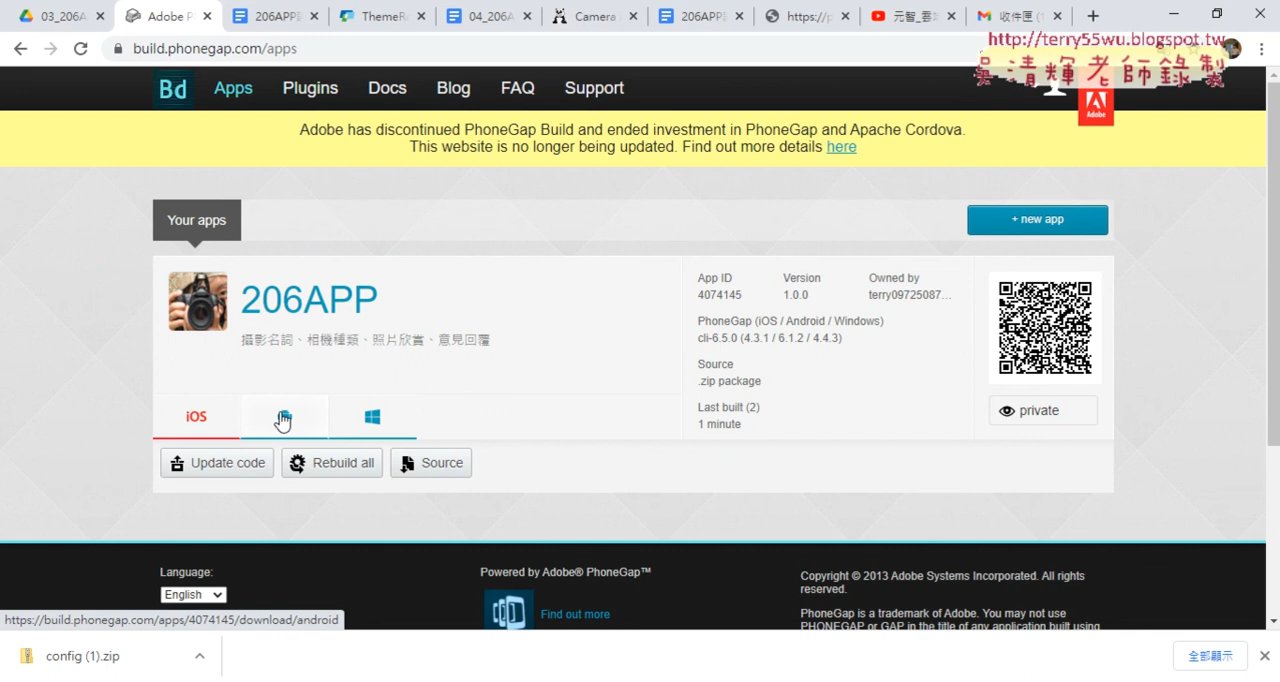 03_206A
Adobe P
206APP
ThemeR
04_206A
Camera
206APP
https://p
元智_
收件匣 (1
build.phonegap.com/apps
http://terry55wu.blogspot.tw
吳清輝老師錄製
Bd
Apps
Plugins
Docs
Blog
FAQ
Support
Adobe
Adobe has discontinued PhoneGap Build and ended investment in PhoneGap and Apache Cordova.
This website is no longer being updated. Find out more details here
Your apps
+ new app
206APP
攝影名詞、相機種類、照片欣賞、意見回覆
App ID
4074145
Version
1.0.0
Owned by
terry09725087...
PhoneGap (iOS / Android / Windows)
cli-6.5.0 (4.3.1 / 6.1.2 / 4.4.3)
Source
.zip package
Last built (2)
1 minute
private
iOS
Update code
Rebuild all
Source
Language:
English
Powered by Adobe® PhoneGap™
Find out more
Copyright © 2013 Adobe Systems Incorporated. All rights
reserved.
PhoneGap is a trademark of Adobe. You may not use
PHONEGAP or GAP in the title of any application built using
https://build.phonegap.com/apps/4074145/download/android
config (1).zip
全部顯示